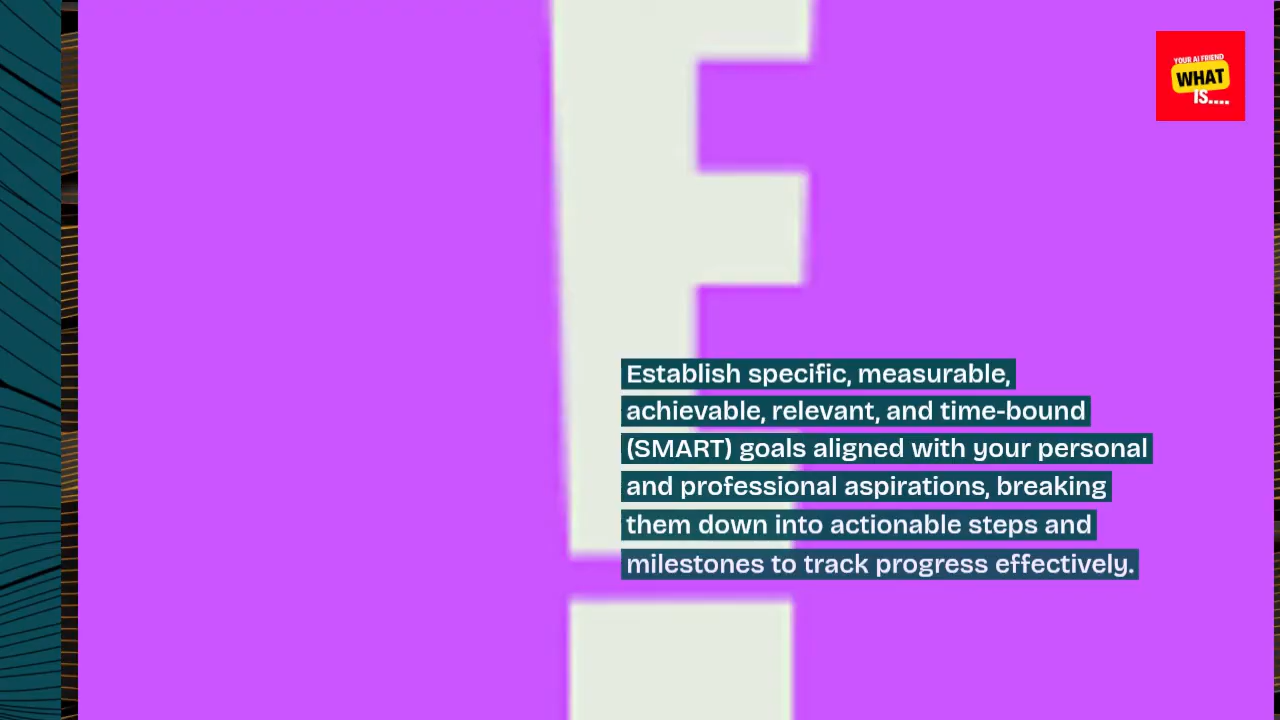 YOUR AI FRIEND
WHAT
IS....
Establish specific, measurable,
achievable, relevant, and time-bound
(SMART) goals aligned with your personal
and professional aspirations, breaking
them down into actionable steps and
milestones to track progress effectively.